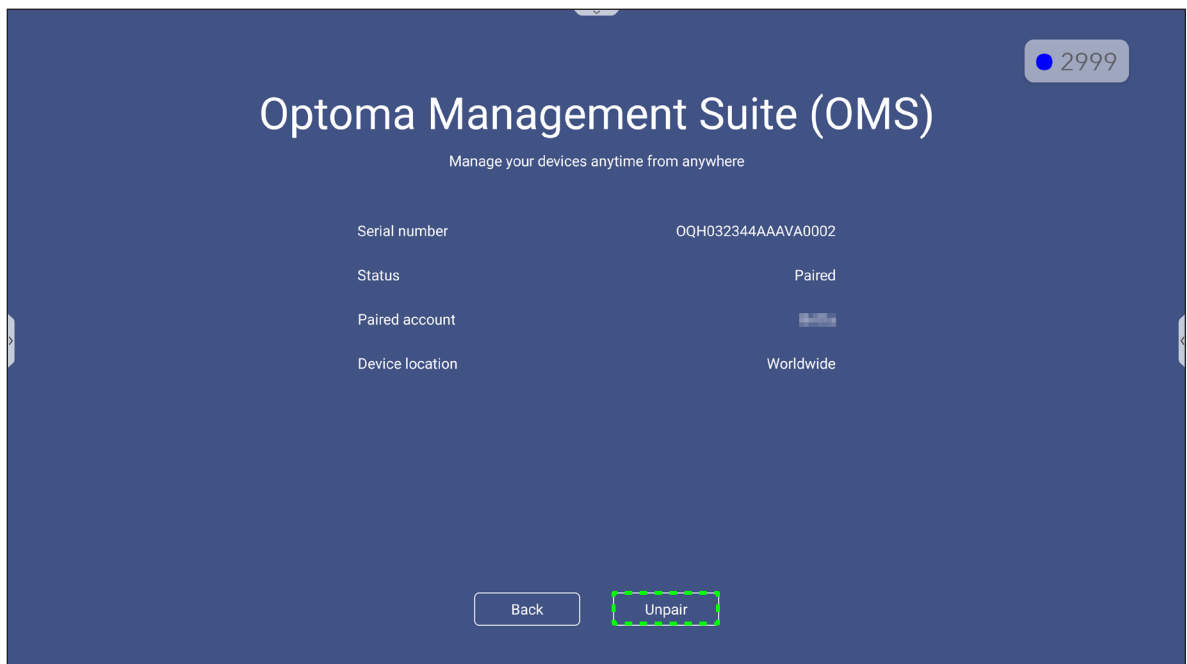 2999
Optoma Management Suite (OMS)
Manage your devices anytime from anywhere
Serial number OQH032344AAAVA0002
Status Paired
Paired account
Device location Worldwide
Back Unpair